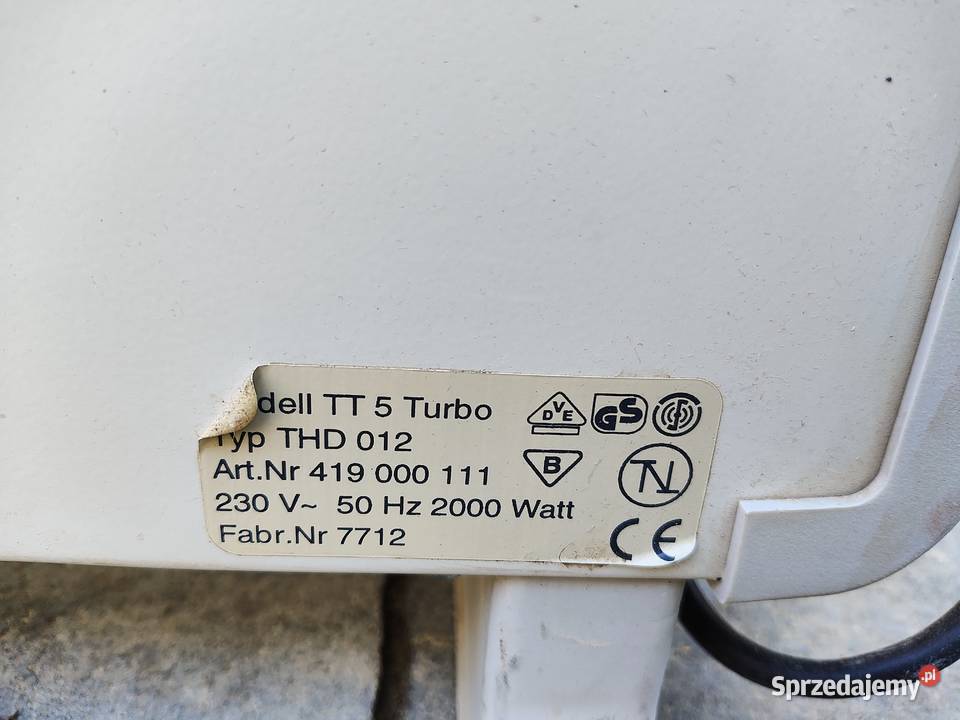 dell TT 5 Turbo
Typ THD 012
Art.Nr 419 000 111
230 V~ 50 Hz 2000 Watt
Fabr.Nr 7712
VDE
GS
B
CE
Sprzedajemy.pl